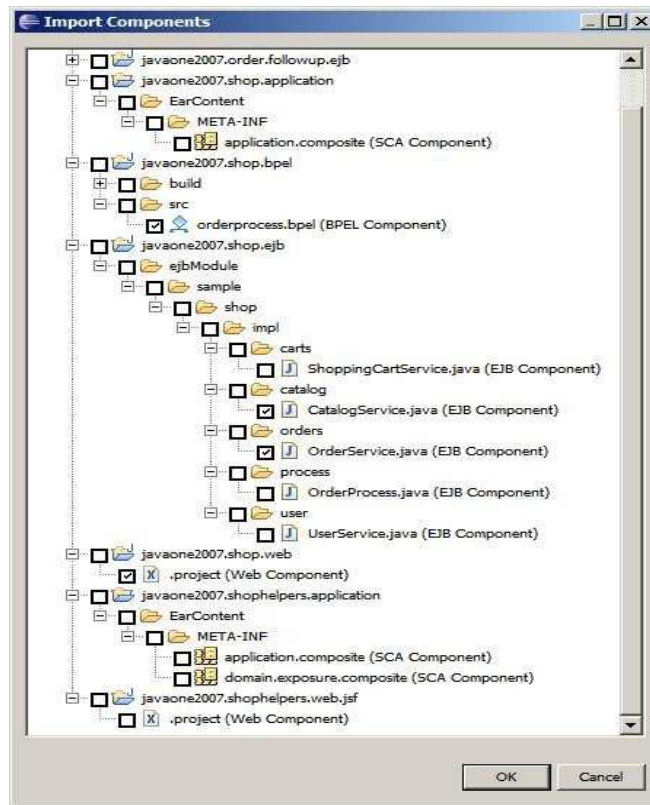 Import Components
javaone2007.order.followup.ejb
javaone2007.shop.application
EarContent
META-INF
application.composite (SCA Component)
javaone2007.shop.bpel
build
src
orderprocess.bpel (BPEL Component)
javaone2007.shop.ejb
ejbModule
sample
shop
impl
carts
ShoppingCartService.java (EJB Component)
catalog
CatalogService.java (EJB Component)
orders
OrderService.java (EJB Component)
process
OrderProcess.java (EJB Component)
user
UserService.java (EJB Component)
javaone2007.shop.web
.project (Web Component)
javaone2007.shophelpers.application
EarContent
META-INF
application.composite (SCA Component)
domain.exposure.composite (SCA Component)
javaone2007.shophelpers.web.jsf
.project (Web Component)
OK Cancel